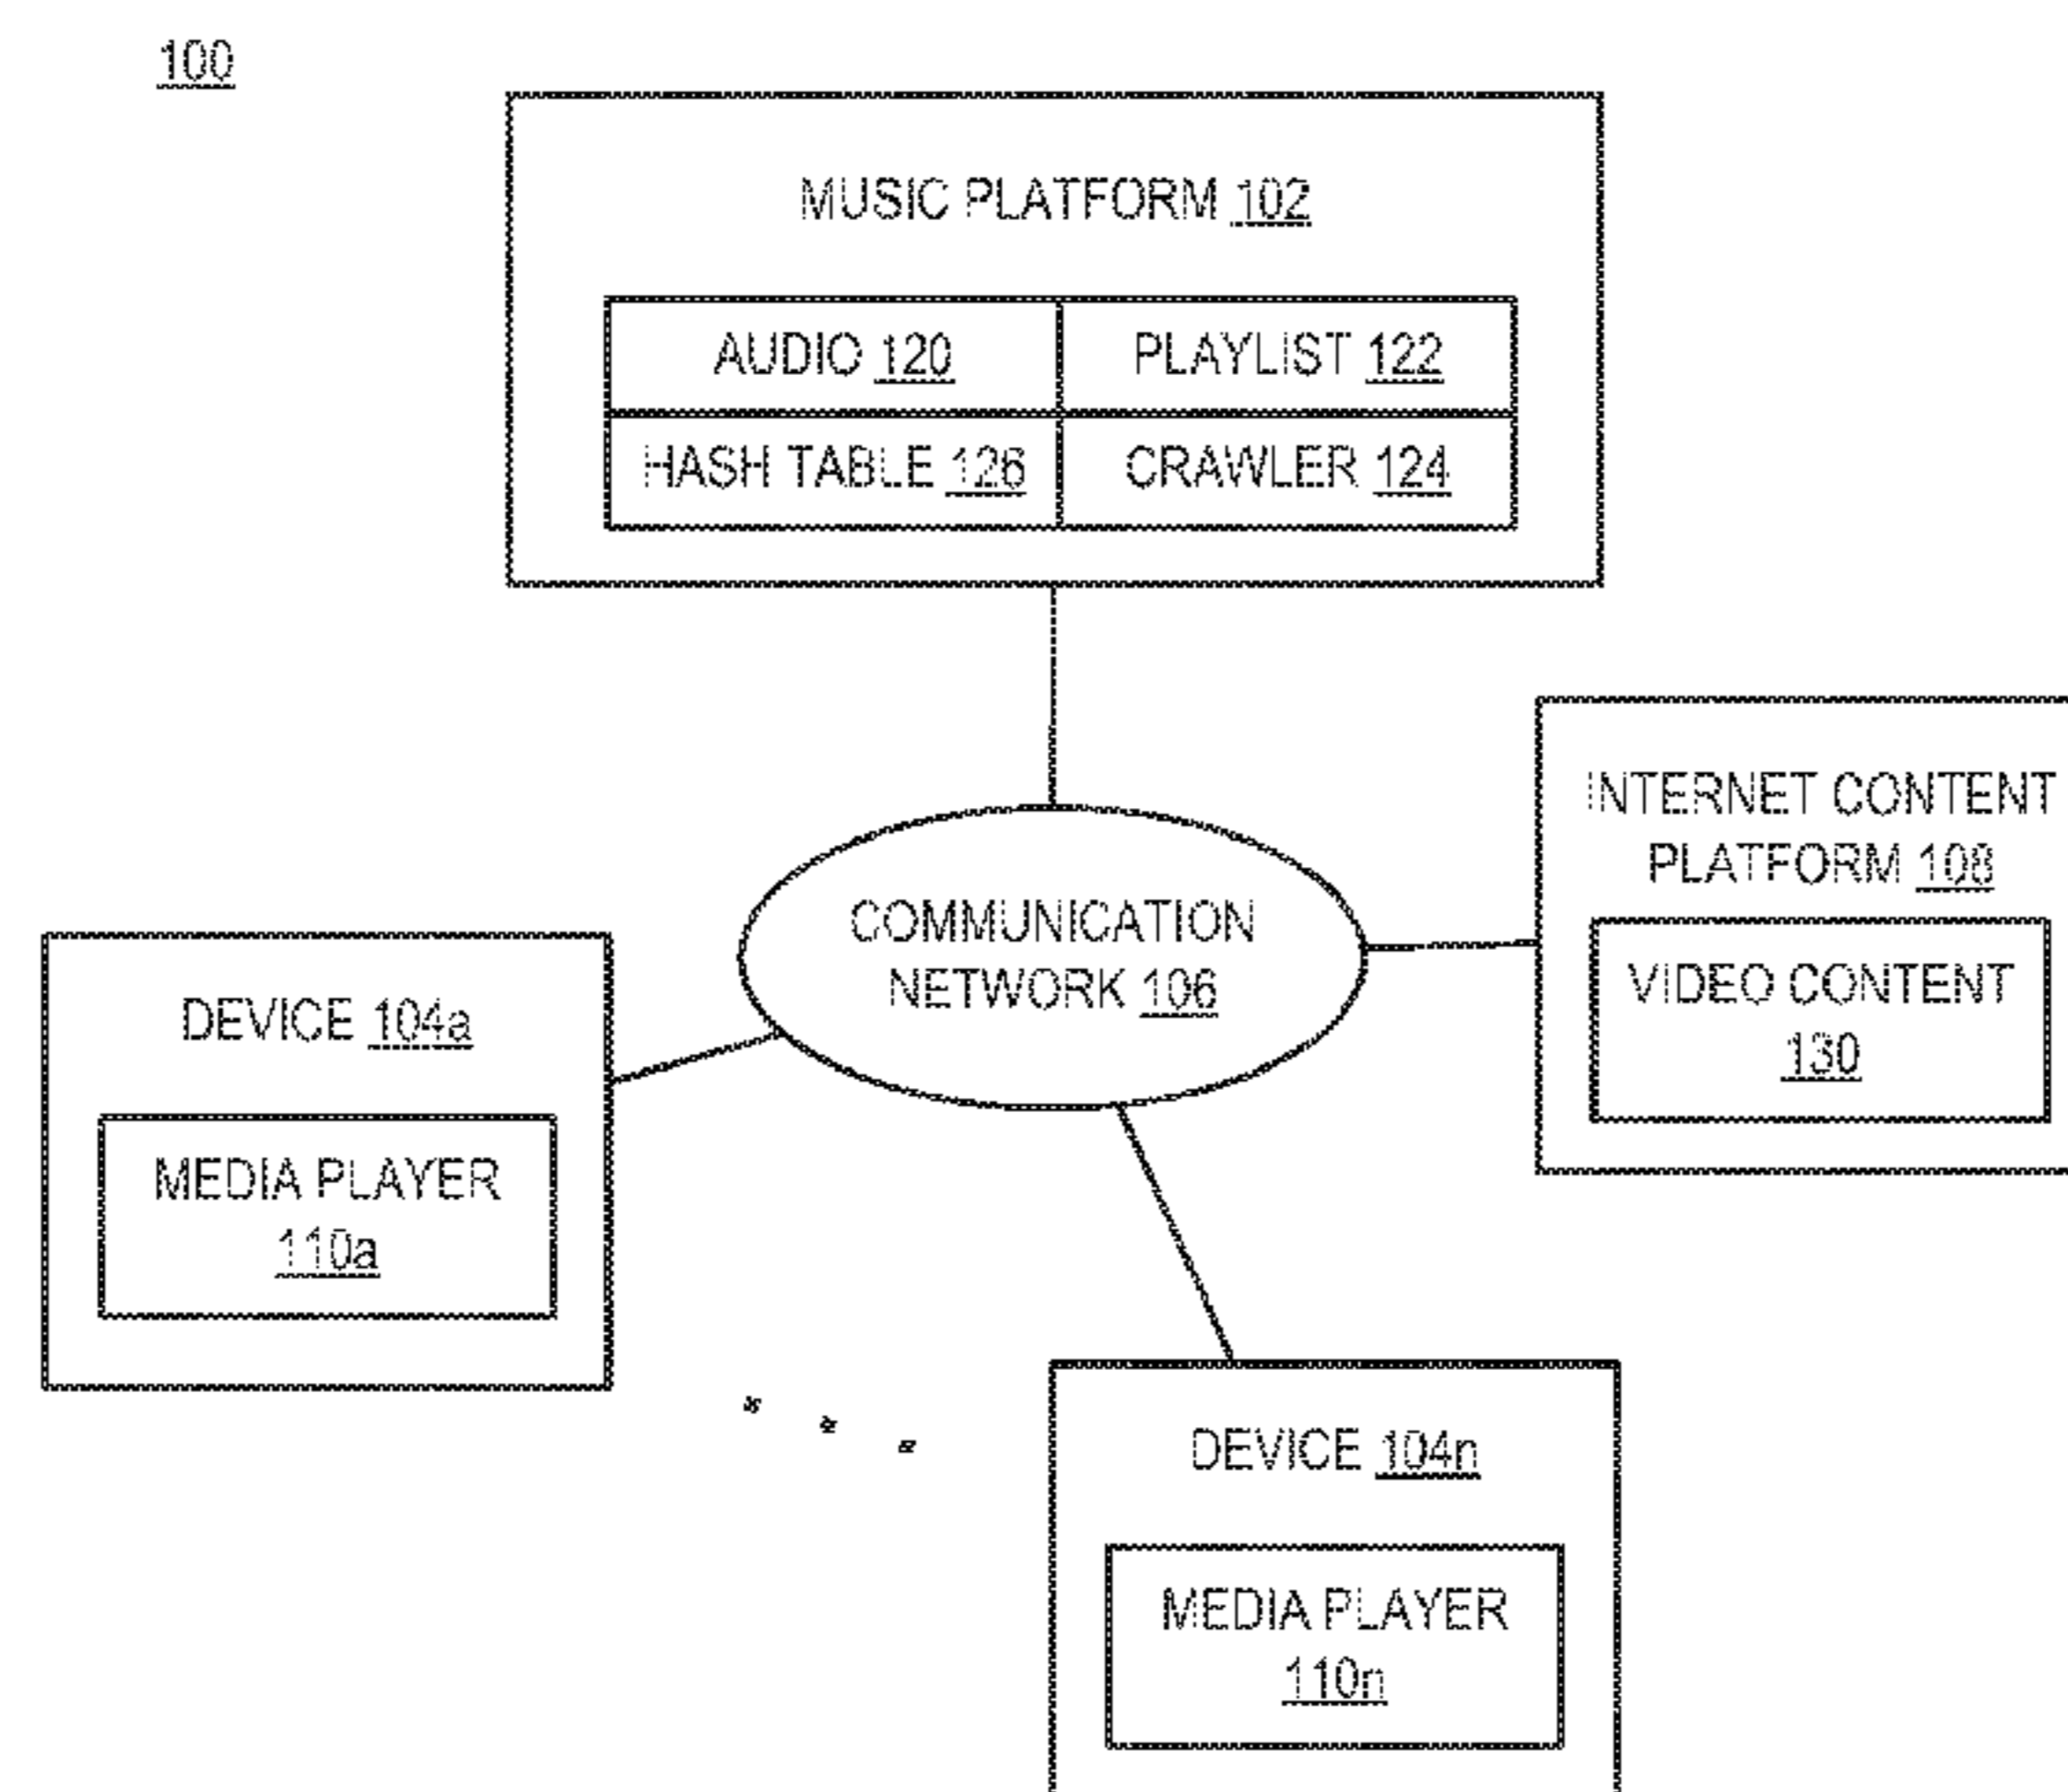 100
MUSIC PLATFORM 102
AUDIO 120
PLAYLIST 122
HASH TABLE 126
CRAWLER 124
INTERNET CONTENT
PLATFORM 108
VIDEO CONTENT
130
COMMUNICATION
NETWORK 106
DEVICE 104a
MEDIA PLAYER
110a
DEVICE 104n
MEDIA PLAYER
110n